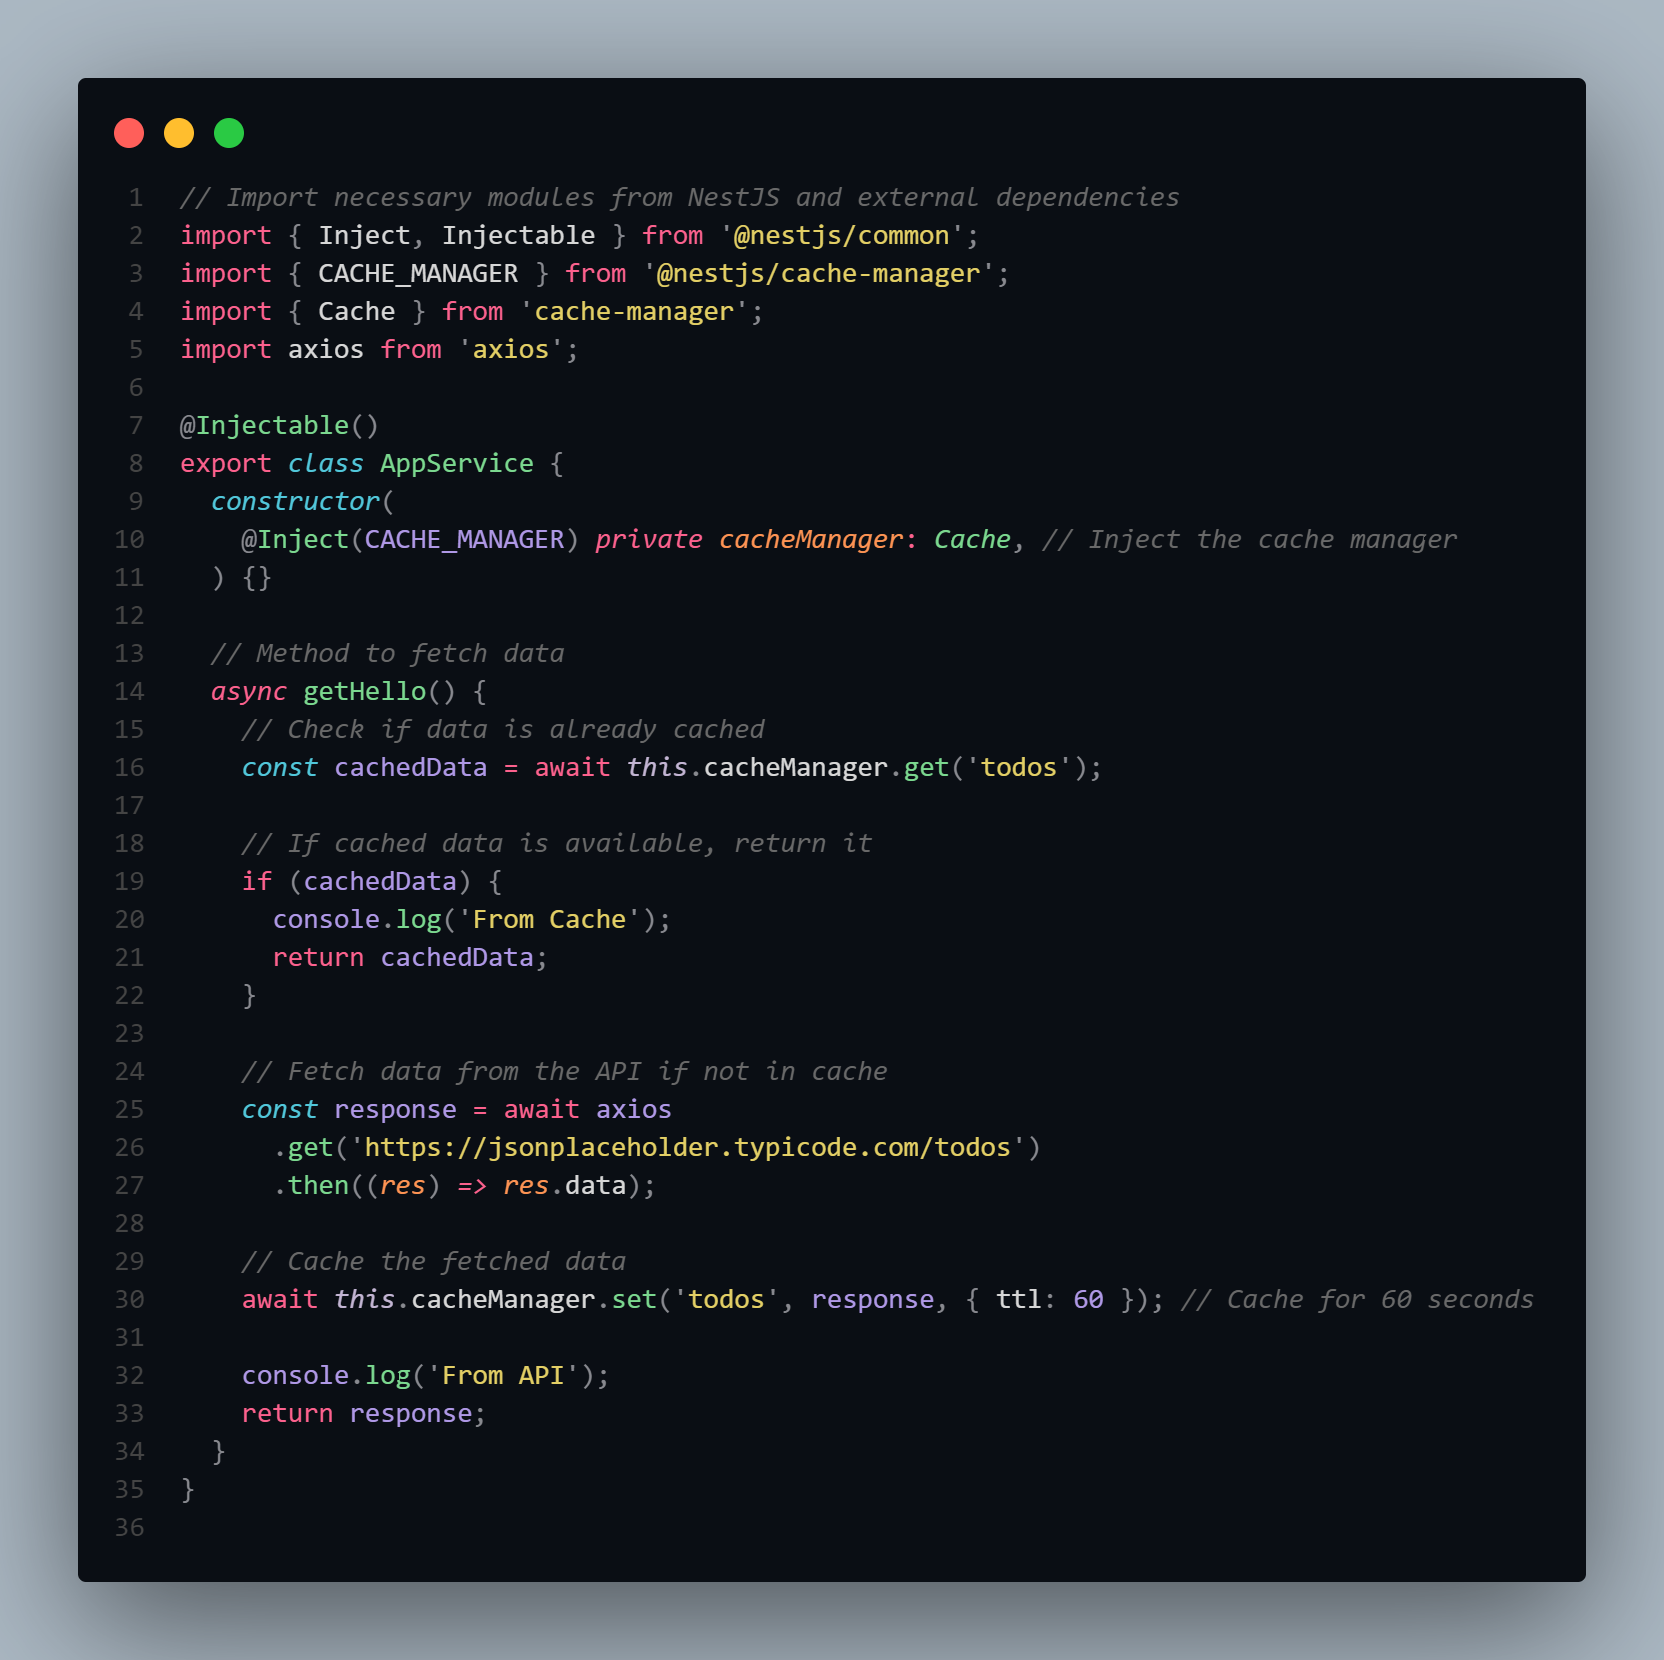 1 // Import necessary modules from NestJS and external dependencies
2 import { Inject, Injectable } from '@nestjs/common';
3 import { CACHE_MANAGER } from '@nestjs/cache-manager';
4 import { Cache } from 'cache-manager';
5 import axios from 'axios';
6
7 @Injectable()
8 export class AppService {
9   constructor(
10     @Inject(CACHE_MANAGER) private cacheManager: Cache, // Inject the cache manager
11   ) {}
12
13   // Method to fetch data
14   async getHello() {
15     // Check if data is already cached
16     const cachedData = await this.cacheManager.get('todos');
17
18     // If cached data is available, return it
19     if (cachedData) {
20       console.log('From Cache');
21       return cachedData;
22     }
23
24     // Fetch data from the API if not in cache
25     const response = await axios
26       .get('https://jsonplaceholder.typicode.com/todos')
27       .then((res) => res.data);
28
29     // Cache the fetched data
30     await this.cacheManager.set('todos', response, { ttl: 60 }); // Cache for 60 seconds
31
32     console.log('From API');
33     return response;
34   }
35 }
36